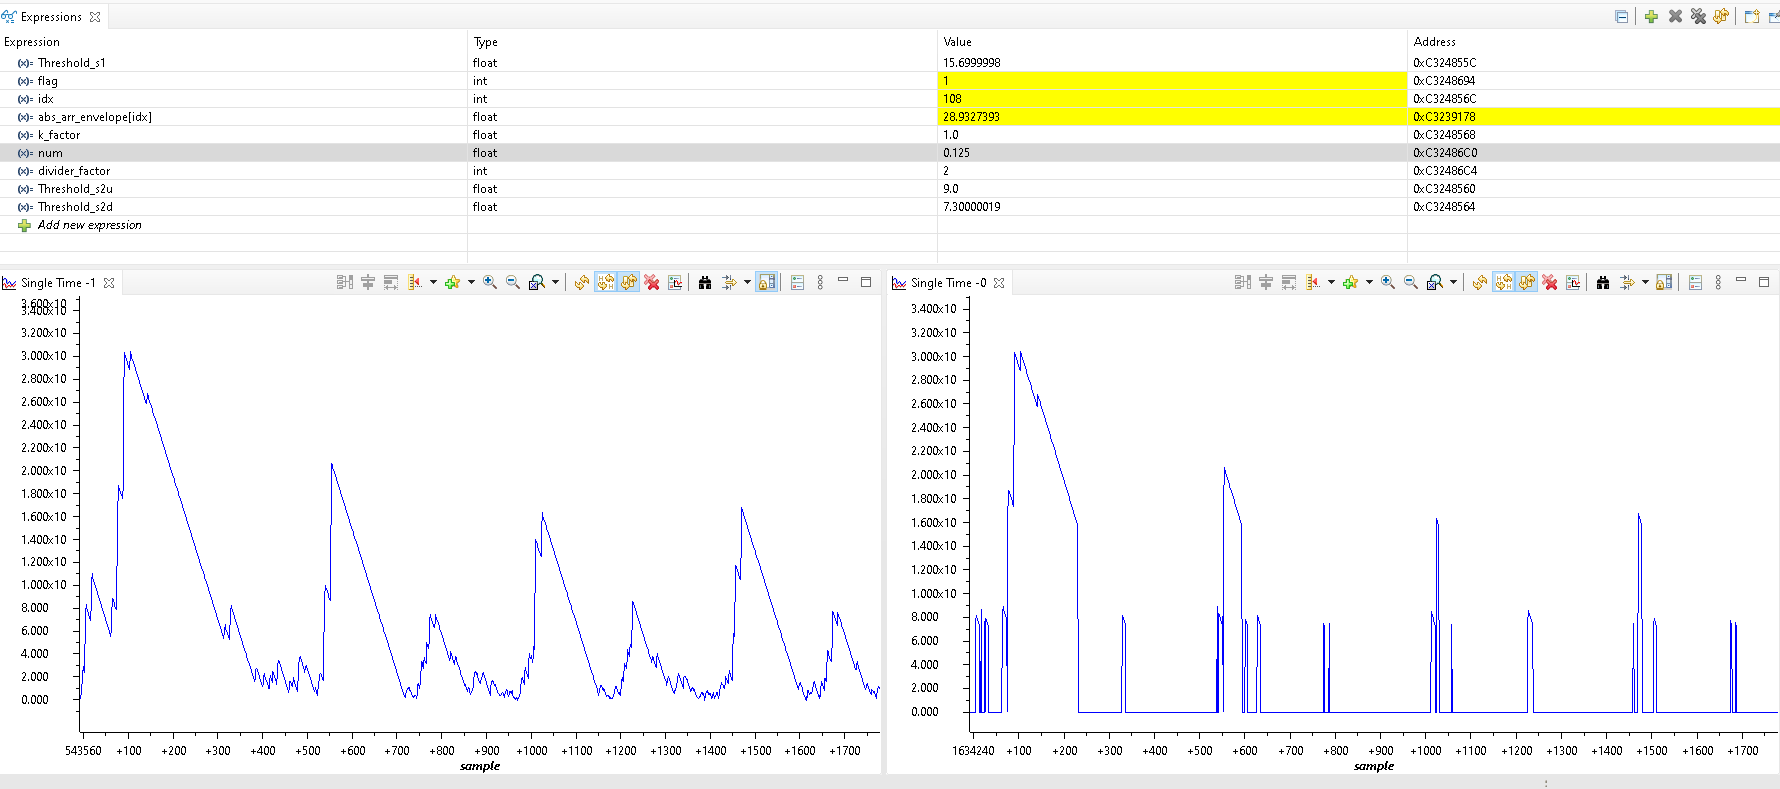 Expressions
Expression Type Value Address
(x)= Threshold_s1 float 15.6999998 0xC324855C
(x)= flag int 1 0xC3248694
(x)= idx int 108 0xC324856C
(x)= abs_arr_envelope[idx] float 28.9327393 0xC3239178
(x)= k_factor float 1.0 0xC3248568
(x)= num float 0.125 0xC32486C0
(x)= divider_factor int 2 0xC32486C4
(x)= Threshold_s2u float 9.0 0xC3248560
(x)= Threshold_s2d float 7.30000019 0xC3248564
Add new expression
Single Time -1
3.600x10
3.400x10
3.200x10
3.000x10
2.800x10
2.600x10
2.400x10
2.200x10
2.000x10
1.800x10
1.600x10
1.400x10
1.200x10
1.000x10
8.000
6.000
4.000
2.000
0.000
543560 +100 +200 +300 +400 +500 +600 +700 +800 +900 +1000 +1100 +1200 +1300 +1400 +1500 +1600 +1700
sample
Single Time -0
3.400x10
3.200x10
3.000x10
2.800x10
2.600x10
2.400x10
2.200x10
2.000x10
1.800x10
1.600x10
1.400x10
1.200x10
1.000x10
8.000
6.000
4.000
2.000
0.000
1634240 +100 +200 +300 +400 +500 +600 +700 +800 +900 +1000 +1100 +1200 +1300 +1400 +1500 +1600 +1700
sample